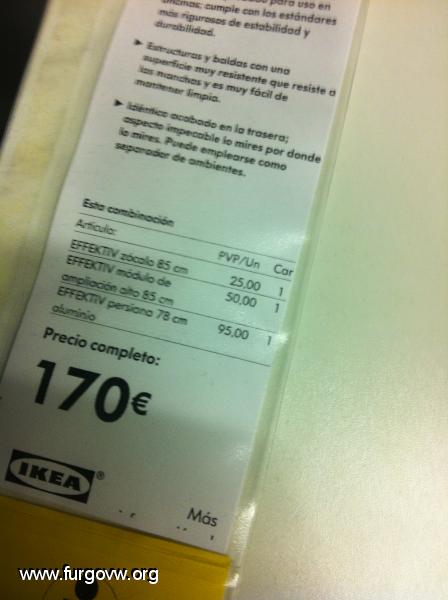 para uso en
cumple con los estándares
más rigurosos de estabilidad y
durabilidad.
► Estructuras y baldas con una
superficie muy resistente que resiste a
las manchas y es muy fácil de
mantener limpia.
► Idéntico acabado en la trasera;
aspecto impecable lo mires por donde
lo mires. Puede emplearse como
separador de ambientes.
Esta combinación
Artículo: PVP/Un Car
EFFEKTIV zócalo 85 cm 25,00 1
EFFEKTIV módulo de 50,00 1
ampliación alto 85 cm
EFFEKTIV persiana 78 cm 95,00 1
aluminio
Precio completo:
170€
IKEA®
Más
www.furgovw.org